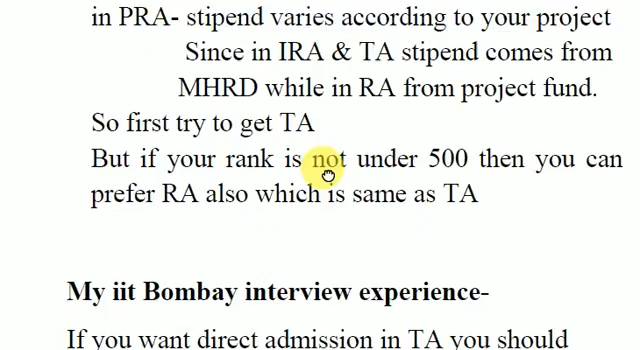 in PRA- stipend varies according to your project
Since in IRA & TA stipend comes from
MHRD while in RA from project fund.
So first try to get TA
But if your rank is not under 500 then you can
prefer RA also which is same as TA
My iit Bombay interview experience-
If you want direct admission in TA you should